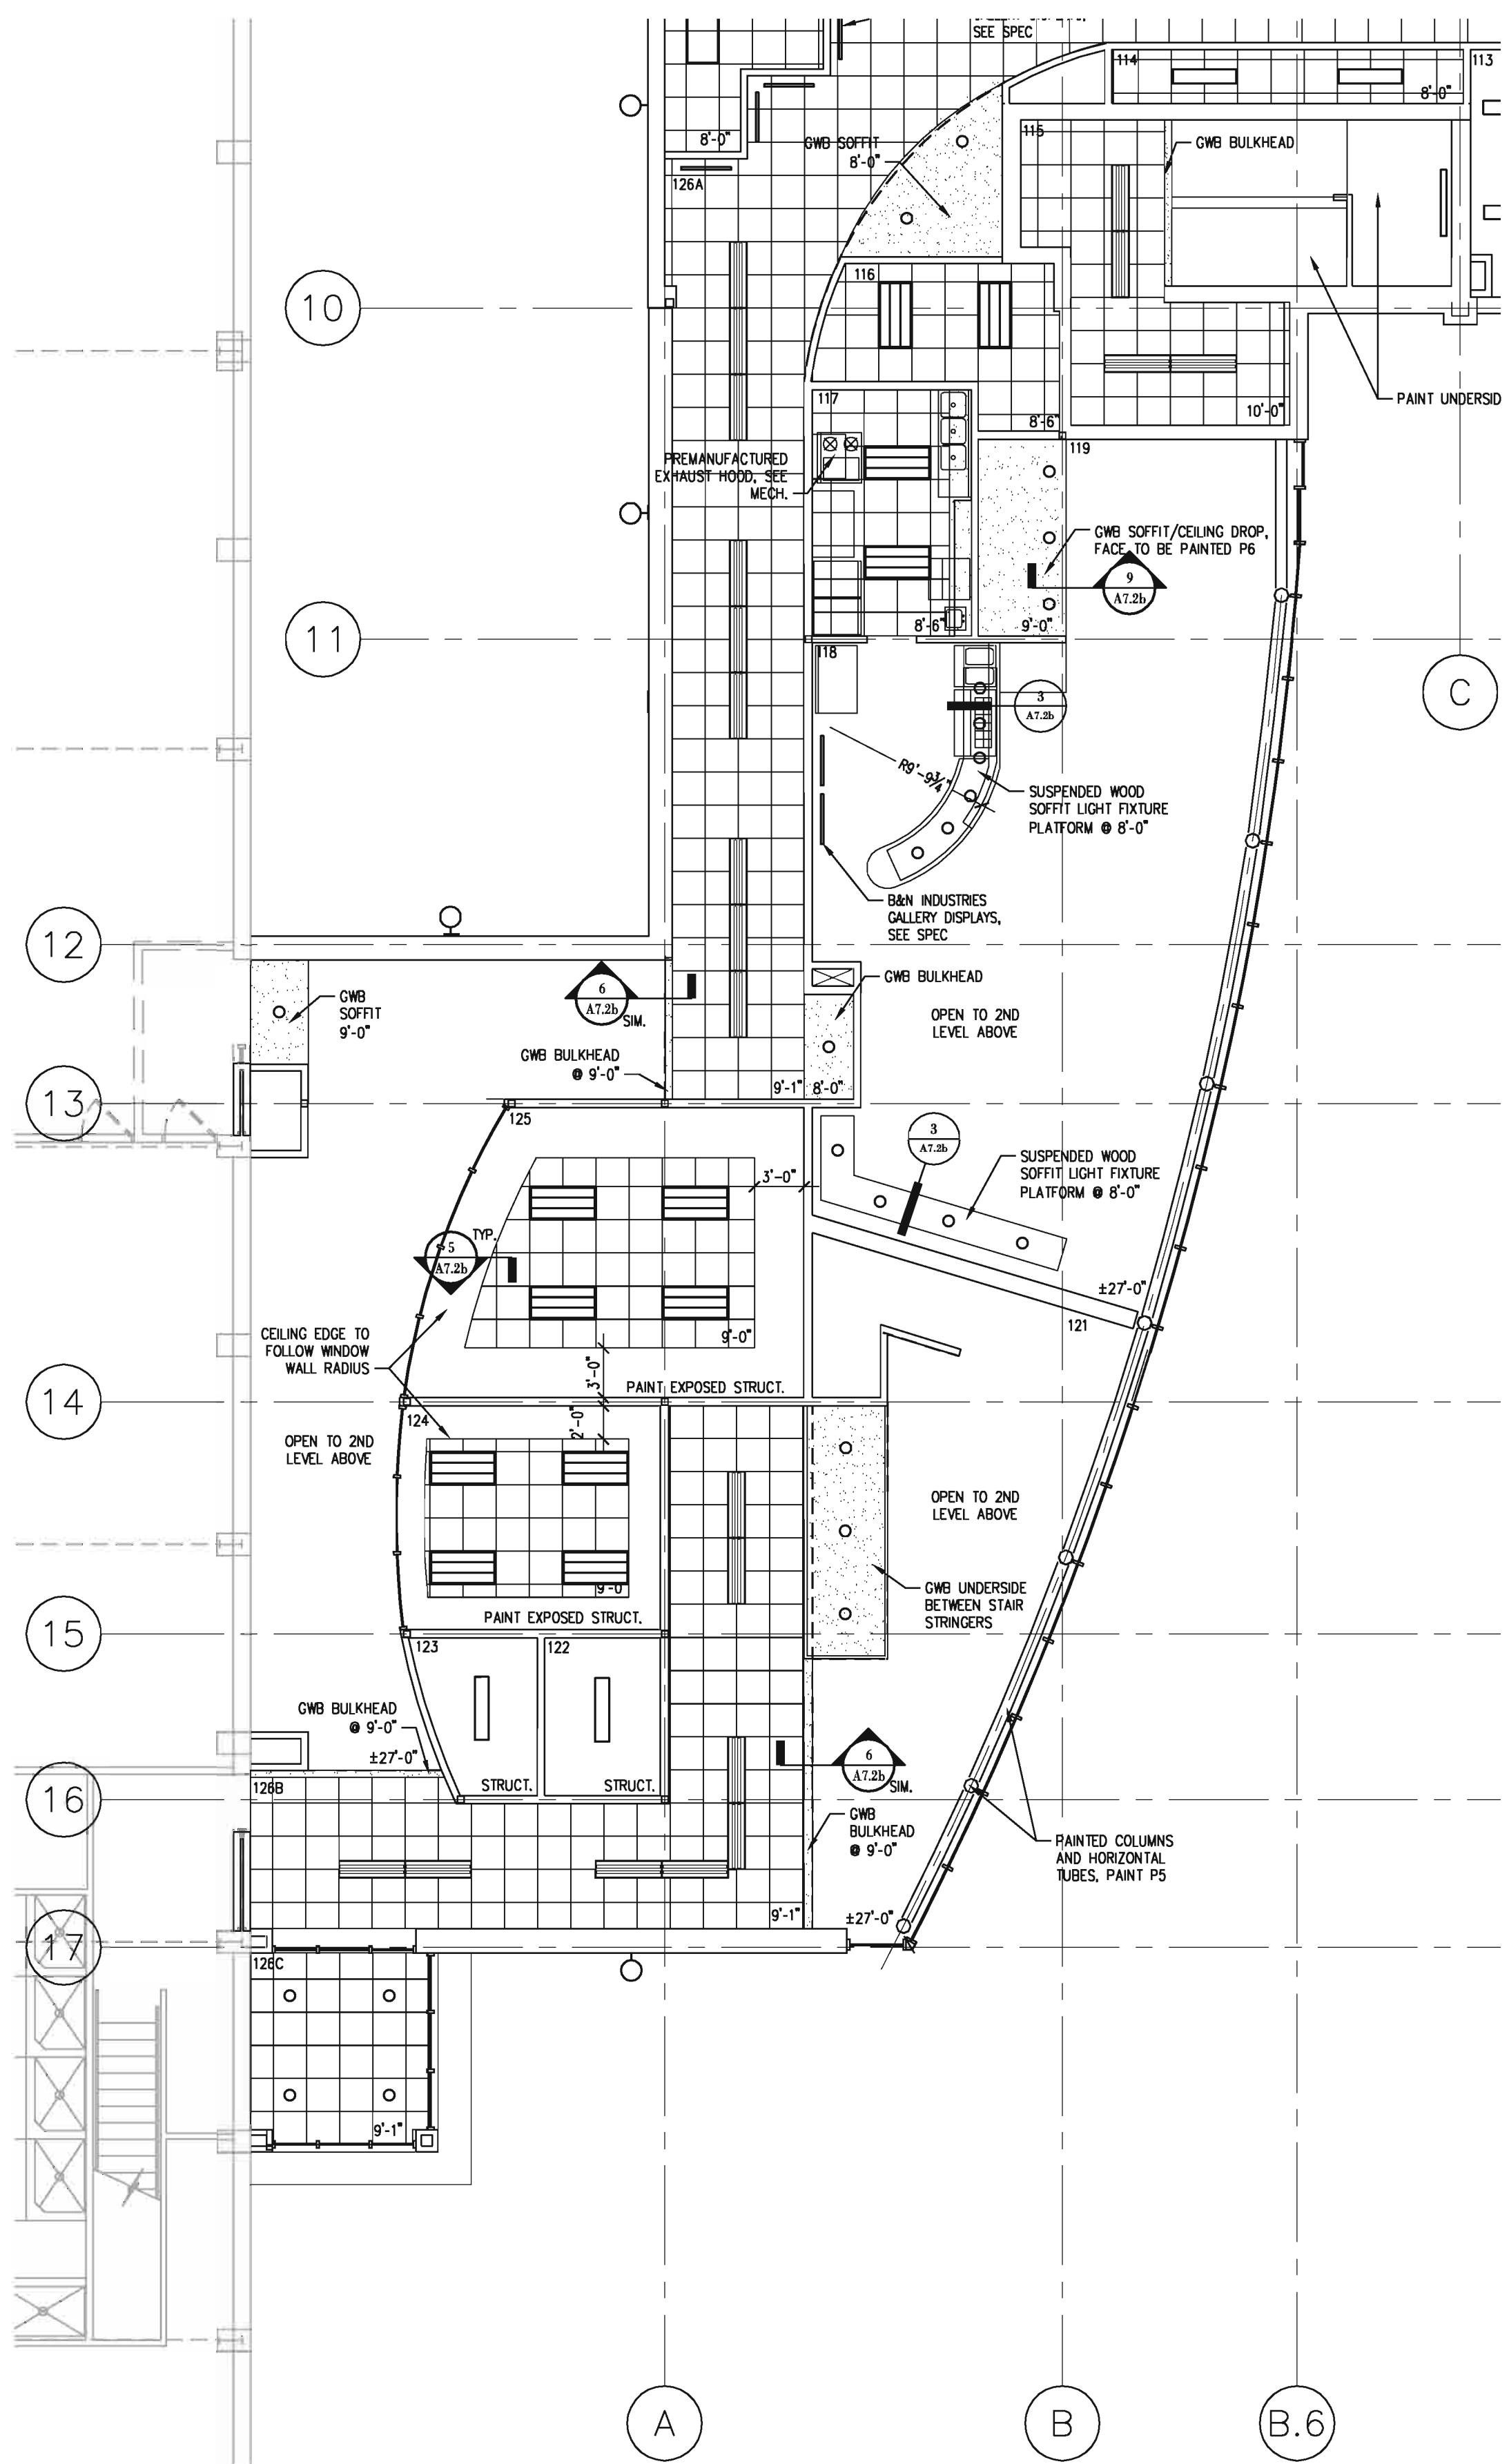 SEE SPEC
114
113
8'-0"
8'-0"
115
GWB SOFFIT
8'-0"
GWB BULKHEAD
126A
116
10
117
10'-0"
PAINT UNDERSID
8'-6"
119
PREMANUFACTURED
EXHAUST HOOD, SEE
MECH.
GWB SOFFIT/CEILING DROP,
FACE TO BE PAINTED P6
9
A7.2b
8'-6"
9'-0"
11
118
C
3
A7.2b
R9'-9¾"
SUSPENDED WOOD
SOFFIT LIGHT FIXTURE
PLATFORM @ 8'-0"
B&N INDUSTRIES
GALLERY DISPLAYS,
SEE SPEC
12
GWB
SOFFIT
9'-0"
6
A7.2b
SIM.
GWB BULKHEAD
OPEN TO 2ND
LEVEL ABOVE
GWB BULKHEAD
@ 9'-0"
9'-1"
8'-0"
13
125
3
A7.2b
3'-0"
SUSPENDED WOOD
SOFFIT LIGHT FIXTURE
PLATFORM @ 8'-0"
TYP.
5
A7.2b
±27'-0"
121
CEILING EDGE TO
FOLLOW WINDOW
WALL RADIUS
9'-0"
3'-0"
PAINT EXPOSED STRUCT.
14
124
2'-0"
OPEN TO 2ND
LEVEL ABOVE
OPEN TO 2ND
LEVEL ABOVE
9'-0
GWB UNDERSIDE
BETWEEN STAIR
STRINGERS
PAINT EXPOSED STRUCT.
15
123
122
GWB BULKHEAD
@ 9'-0"
±27'-0"
6
A7.2b
SIM.
126B
STRUCT.
STRUCT.
16
GWB
BULKHEAD
@ 9'-0"
PAINTED COLUMNS
AND HORIZONTAL
TUBES, PAINT P5
9'-1"
±27'-0"
17
126C
9'-1"
A
B
B.6